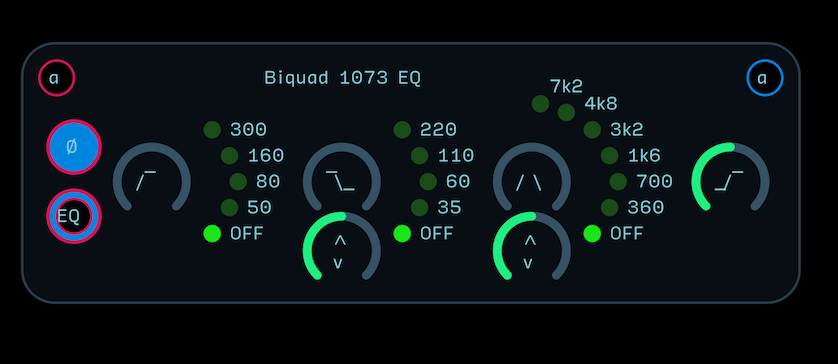 a
Biquad 1073 EQ
a
Ø
EQ
300
160
80
50
OFF
220
110
60
35
OFF
^
v
7k2
4k8
3k2
1k6
700
360
OFF
^
v